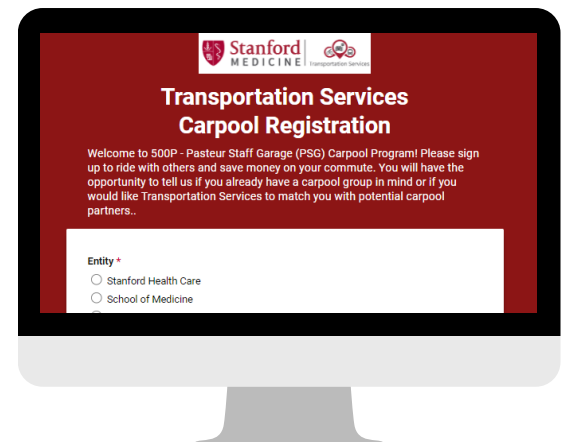 Stanford
MEDICINE
Transportation Services
Transportation Services
Carpool Registration
Welcome to 500P - Pasteur Staff Garage (PSG) Carpool Program! Please sign
up to ride with others and save money on your commute. You will have the
opportunity to tell us if you already have a carpool group in mind or if you
would like Transportation Services to match you with potential carpool
partners..
Entity *
Stanford Health Care
School of Medicine